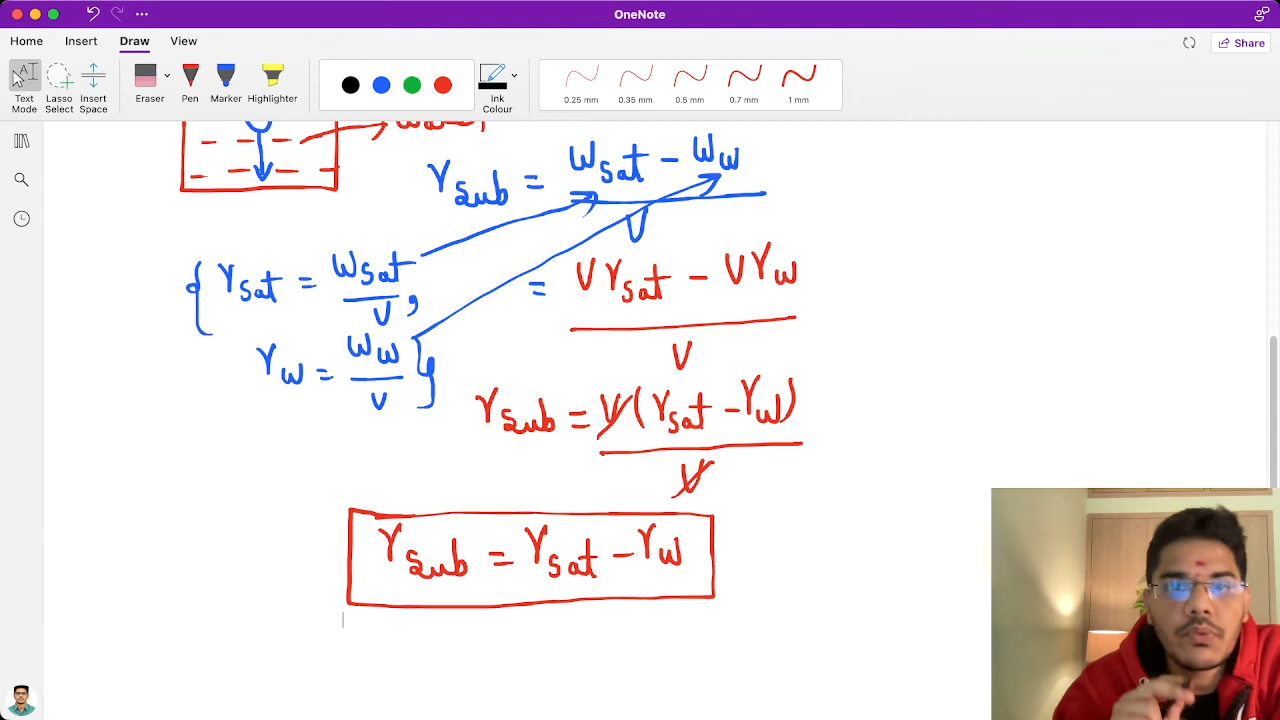 OneNote
Home Insert Draw View
Share
Text Mode
Lasso Select
Insert Space
Eraser
Pen
Marker
Highlighter
Ink Colour
0.25 mm 0.35 mm 0.5 mm 0.7 mm 1 mm
γsub = Wsat - Ww
V
{ γsat = Wsat / V ,
γw = Ww / V }
= Vγsat - Vγw
V
γsub = V(γsat - γw)
V
γsub = γsat - γw